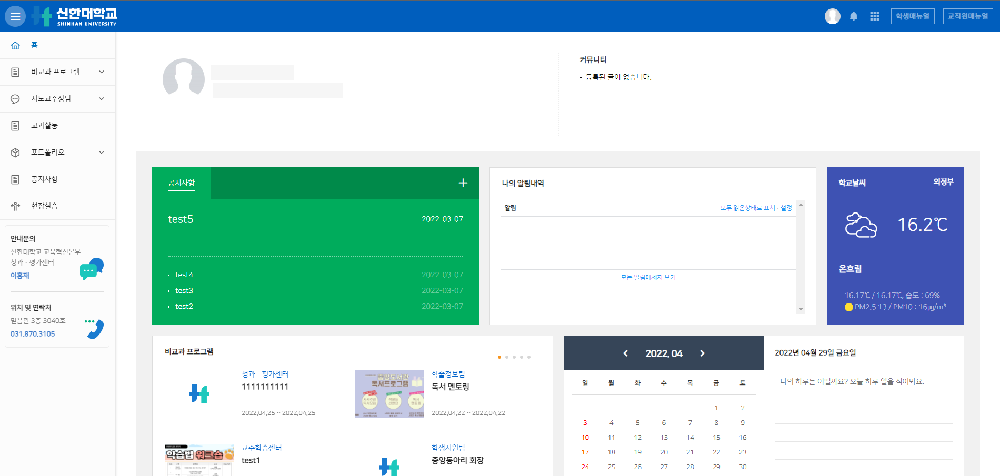 신한대학교
SHINHAN UNIVERSITY
학생매뉴얼
교직원매뉴얼
홈
비교과 프로그램
지도교수상담
교과활동
포트폴리오
공지사항
현장실습
안내문의
신한대학교 교육혁신본부
성과 · 평가센터
이홍재
위치 및 연락처
믿음관 3층 3040호
031.870.3105
커뮤니티
등록된 글이 없습니다.
공지사항
test5 2022-03-07
test4 2022-03-07
test3 2022-03-07
test2 2022-03-07
나의 알림내역
알림 모두 읽은상태로 표시 · 설정
모든 알림메세지 보기
학교날씨 의정부
16.2℃
온흐림
16.17℃ / 16.17℃, 습도 : 69%
PM2.5 13 / PM10 : 16㎍/m³
비교과 프로그램
성과 · 평가센터
1111111111
2022.04.25 ~ 2022.04.25
중앙도서관
독서프로그램
학술정보팀
독서 멘토링
2022.04.22 ~ 2022.04.22
학습법 워크숍
교수학습센터
test1
학생지원팀
중앙동아리 회장
2022. 04
일 월 화 수 목 금 토
1 2
3 4 5 6 7 8 9
10 11 12 13 14 15 16
17 18 19 20 21 22 23
24 25 26 27 28 29 30
2022년 04월 29일 금요일
나의 하루는 어떨까요? 오늘 하루 일을 적어봐요.